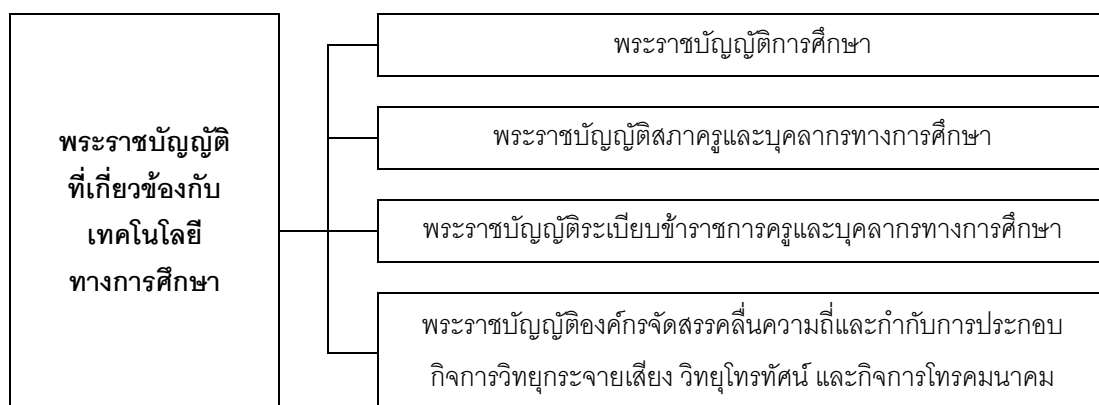 พระราชบัญญัติ
ที่เกี่ยวข้องกับ
เทคโนโลยี
ทางการศึกษา
พระราชบัญญัติการศึกษา
พระราชบัญญัติสภาครูและบุคลากรทางการศึกษา
พระราชบัญญัติระเบียบข้าราชการครูและบุคลากรทางการศึกษา
พระราชบัญญัติองค์กรจัดสรรคลื่นความถี่และกำกับการประกอบ
กิจการวิทยุกระจายเสียง วิทยุโทรทัศน์ และกิจการโทรคมนาคม